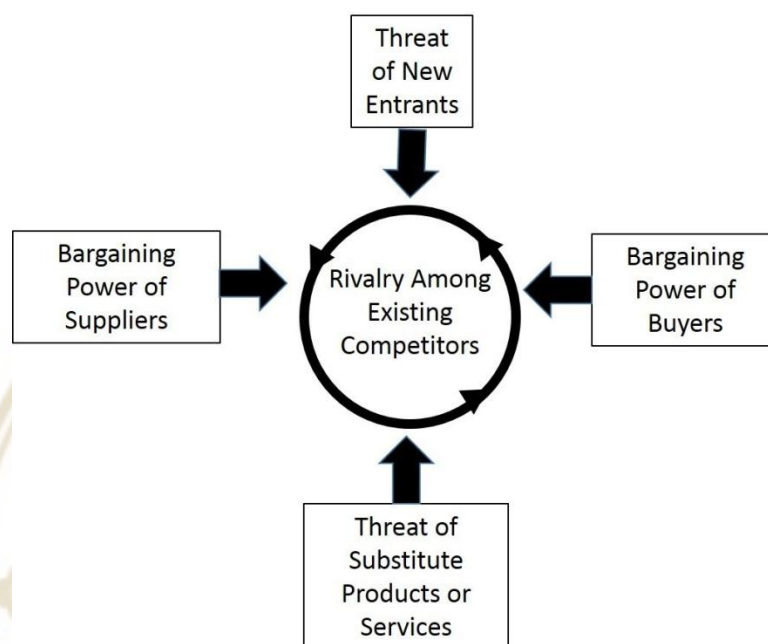 Threat
of New
Entrants
Bargaining
Power of
Suppliers
Rivalry Among
Existing
Competitors
Bargaining
Power of
Buyers
Threat of
Substitute
Products or
Services